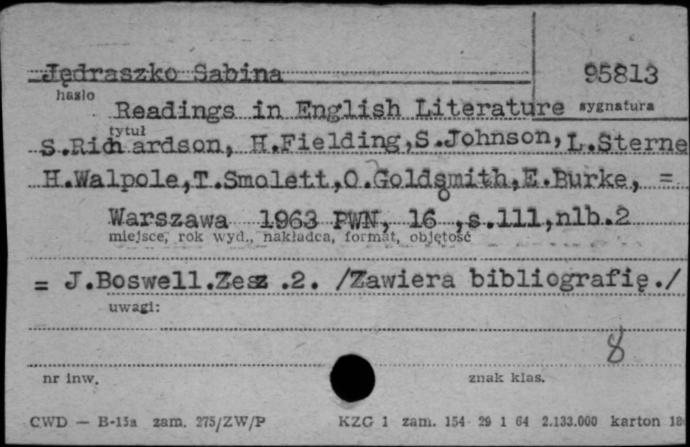 Jędraszko Sabina 95813
hasło
Readings in English Literature sygnatura
tytuł
S.Richardson, H.Fielding,S.Johnson,L.Sterne
H.Walpole,T.Smolett,O.Goldsmith,E.Burke, =
Warszawa 1963 PWN, 16°,s.111,nlb.2
miejsce, rok wyd., nakładca, format, objętość
= J.Boswell.Zesz .2. /Zawiera bibliografię./
uwagi:
8
nr inw. znak klas.
CWD — B-15a zam. 275/ZW/P KZG 1 zam. 154 29 1 64 2.133.000 karton